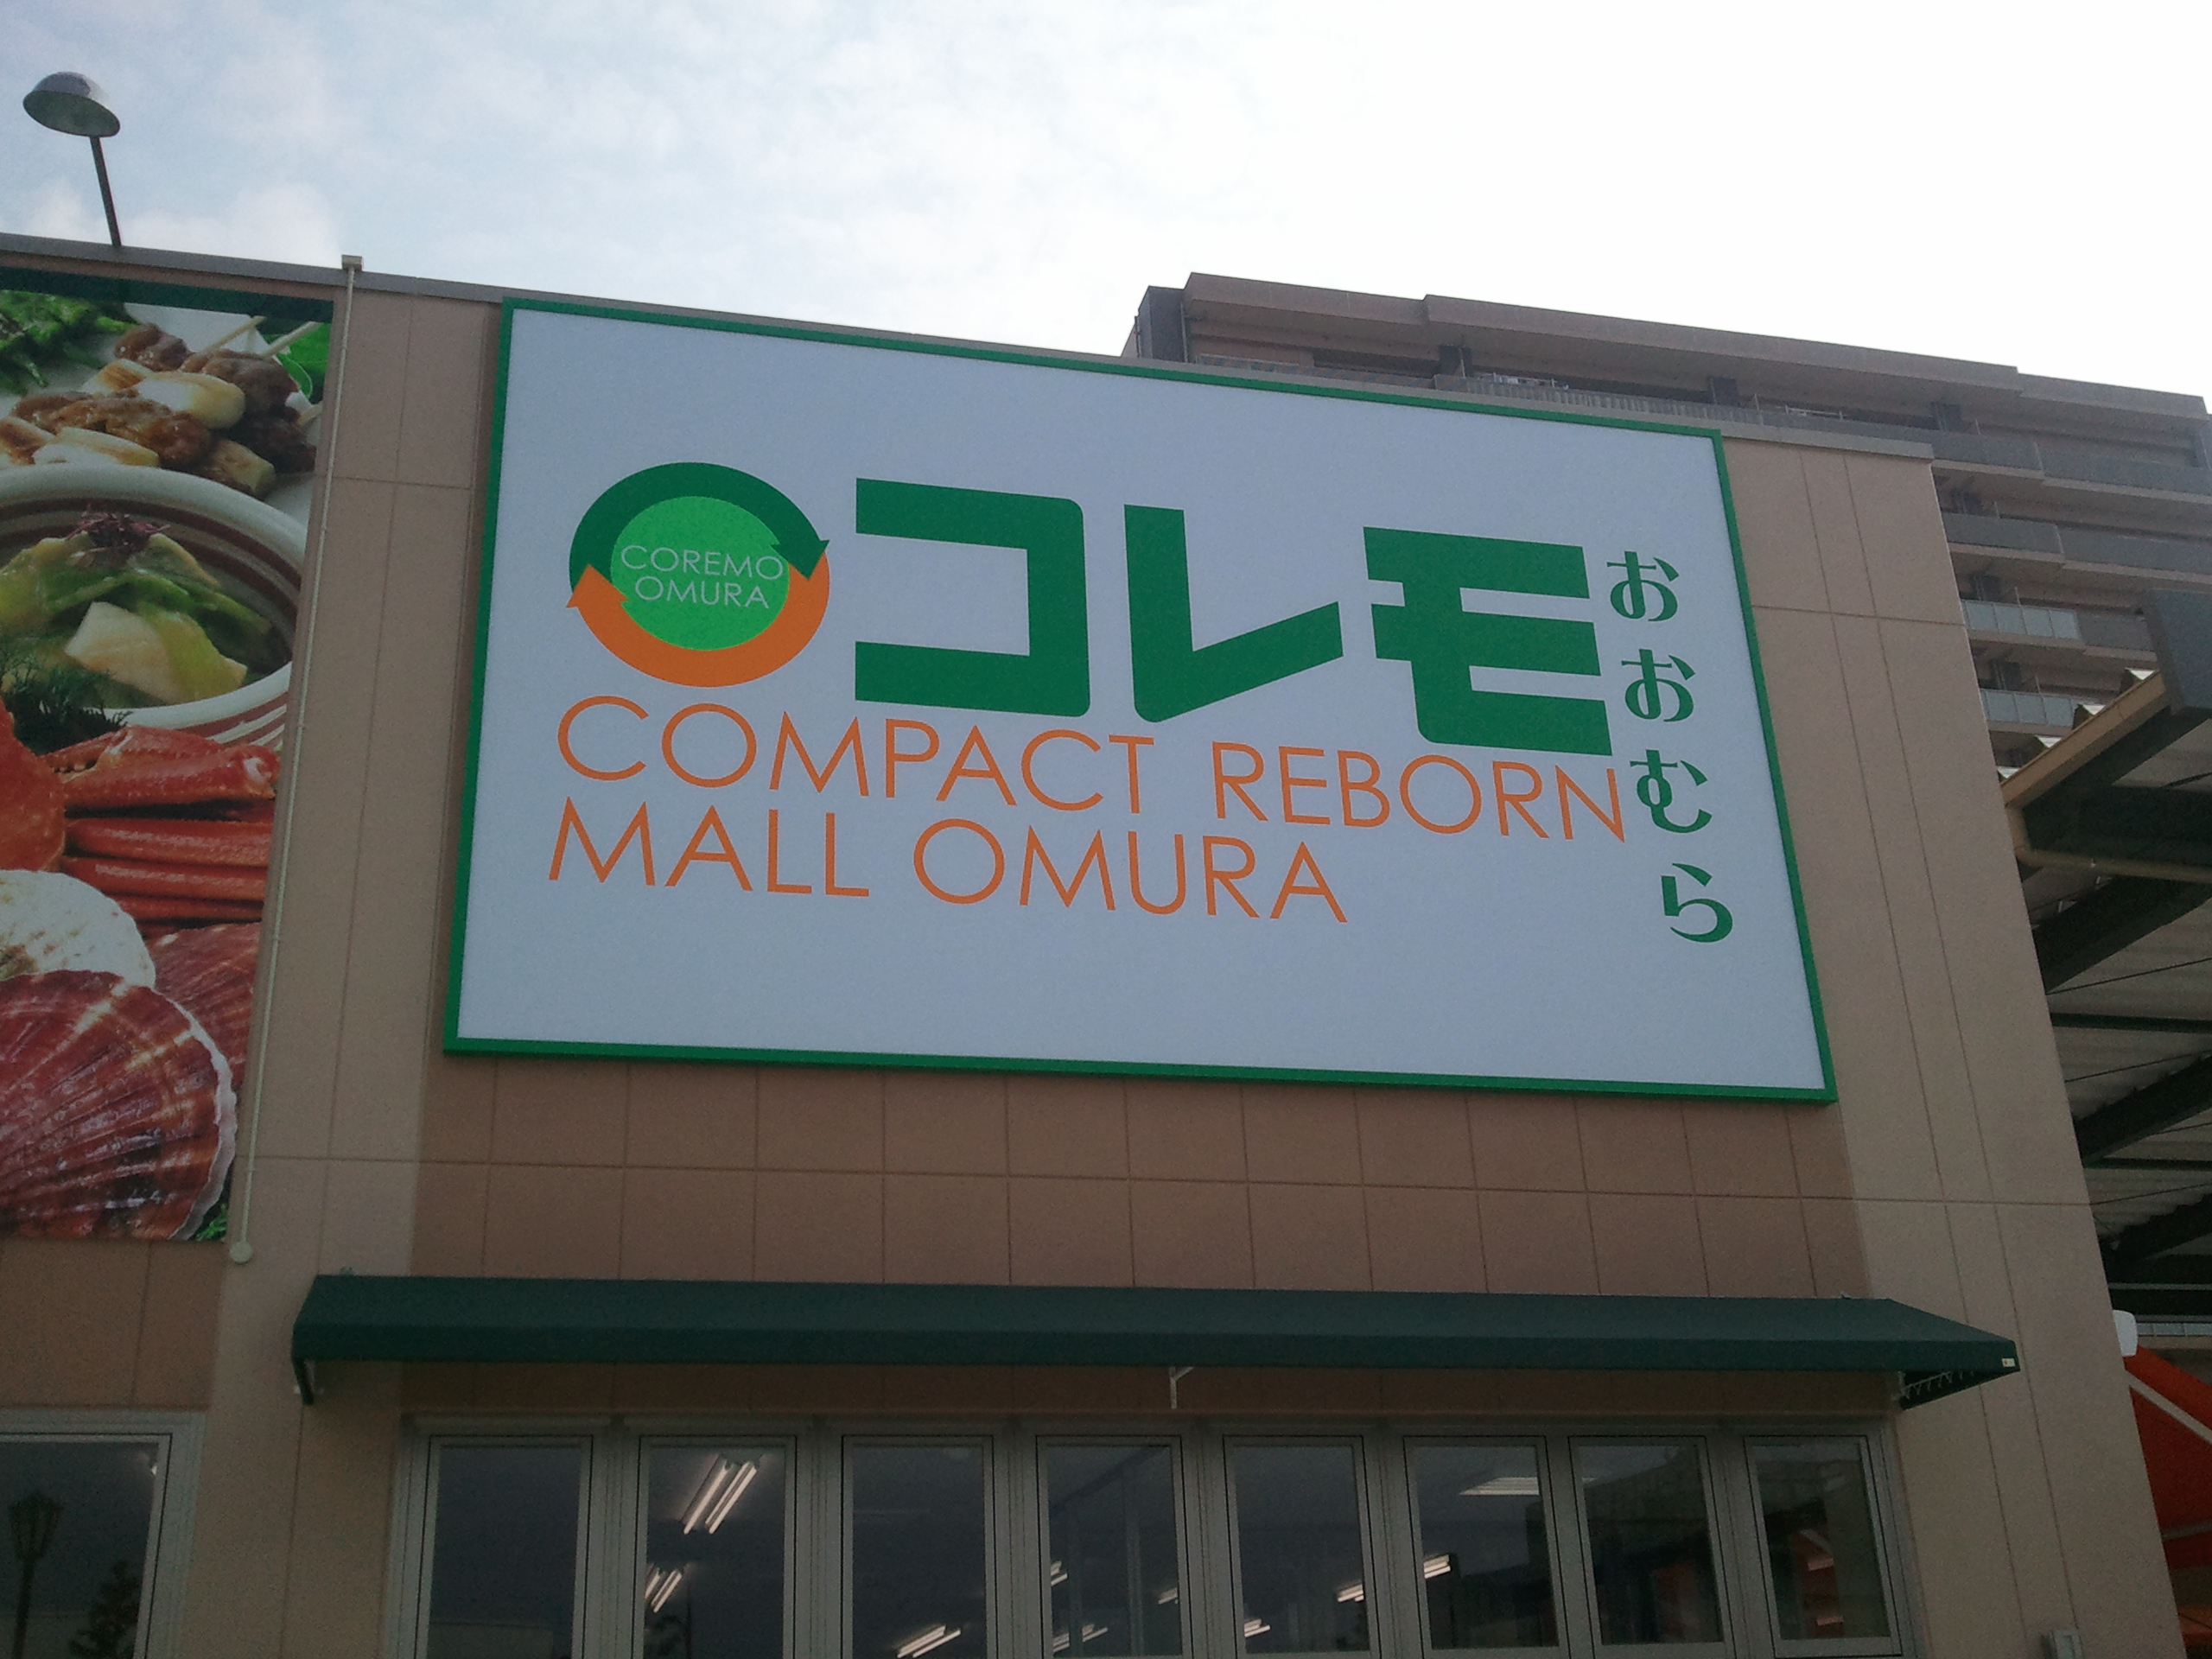 COREMO
OMURA
コレモ
おおむら
COMPACT REBORN
MALL OMURA